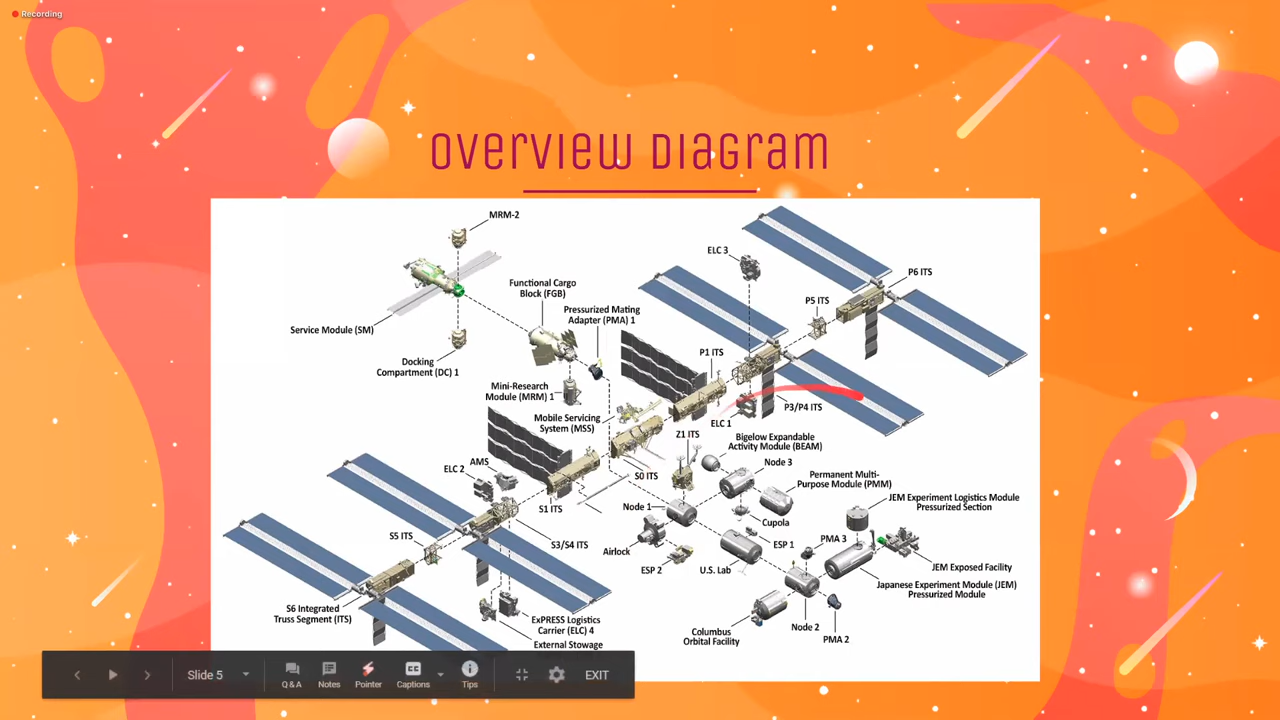 Recording
Overview Diagram
MRM-2
ELC 3
P6 ITS
Functional Cargo
Block (FGB)
P5 ITS
Pressurized Mating
Adapter (PMA) 1
Service Module (SM)
P1 ITS
Docking
Compartment (DC) 1
Mini-Research
Module (MRM) 1
P3/P4 ITS
Mobile Servicing
System (MSS)
ELC 1
Z1 ITS
Bigelow Expandable
Activity Module (BEAM)
AMS
ELC 2
S0 ITS
Node 3
Permanent Multi-
Purpose Module (PMM)
JEM Experiment Logistics Module
Pressurized Section
S1 ITS
Node 1
Cupola
S5 ITS
S3/S4 ITS
Airlock
ESP 1
PMA 3
ESP 2
U.S. Lab
JEM Exposed Facility
Japanese Experiment Module (JEM)
Pressurized Module
S6 Integrated
Truss Segment (ITS)
ExPRESS Logistics
Carrier (ELC) 4
Node 2
Columbus
Orbital Facility
PMA 2
External Stowage
Slide 5
Q & A
Notes
Pointer
CC
Captions
Tips
EXIT